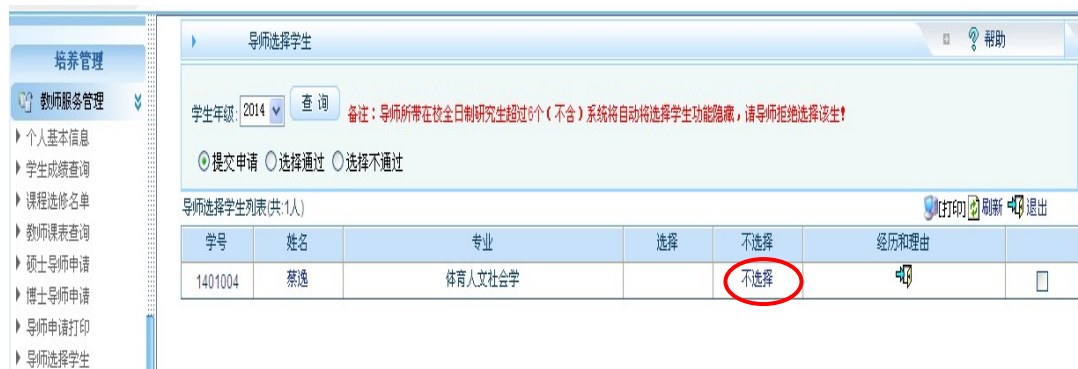 培养管理
教师服务管理
个人基本信息
学生成绩查询
课程选修名单
教师课表查询
硕士导师申请
博士导师申请
导师申请打印
导师选择学生
导师选择学生
帮助
学生年级: 2014 查询 备注：导师所带在校全日制研究生超过6个（不含）系统将自动将选择学生功能隐藏，请导师拒绝选择该生！
提交申请 选择通过 选择不通过
导师选择学生列表(共:1人) [打印] 刷新 退出
学号 姓名 专业 选择 不选择 经历和理由
1401004 蔡逸 体育人文社会学 不选择